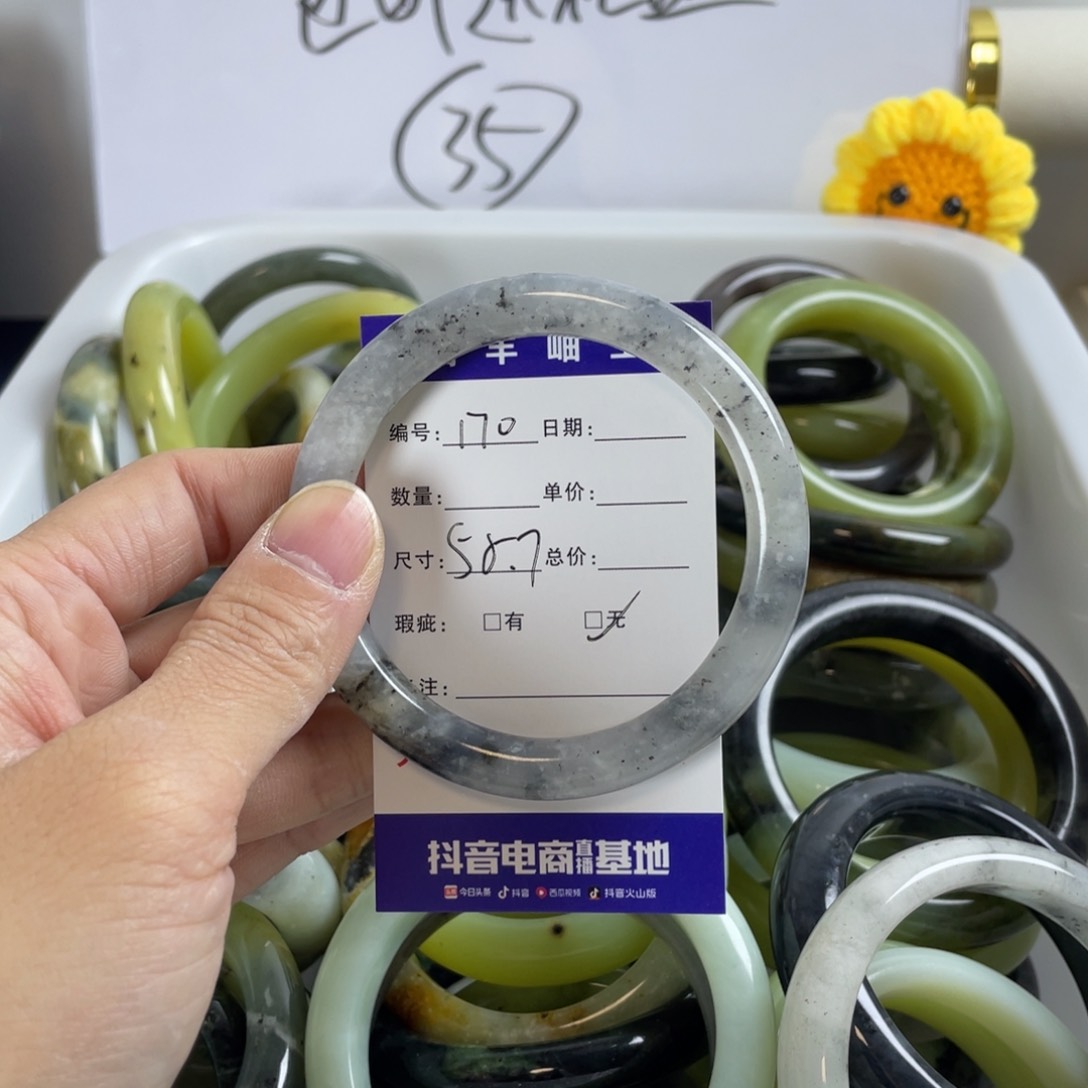 35
岫
编号: 170 日期:
数量: 单价:
尺寸: 58.7 总价:
瑕疵: □有 □无
注:
抖音电商直播基地
今日头条 抖音 西瓜视频 抖音火山版